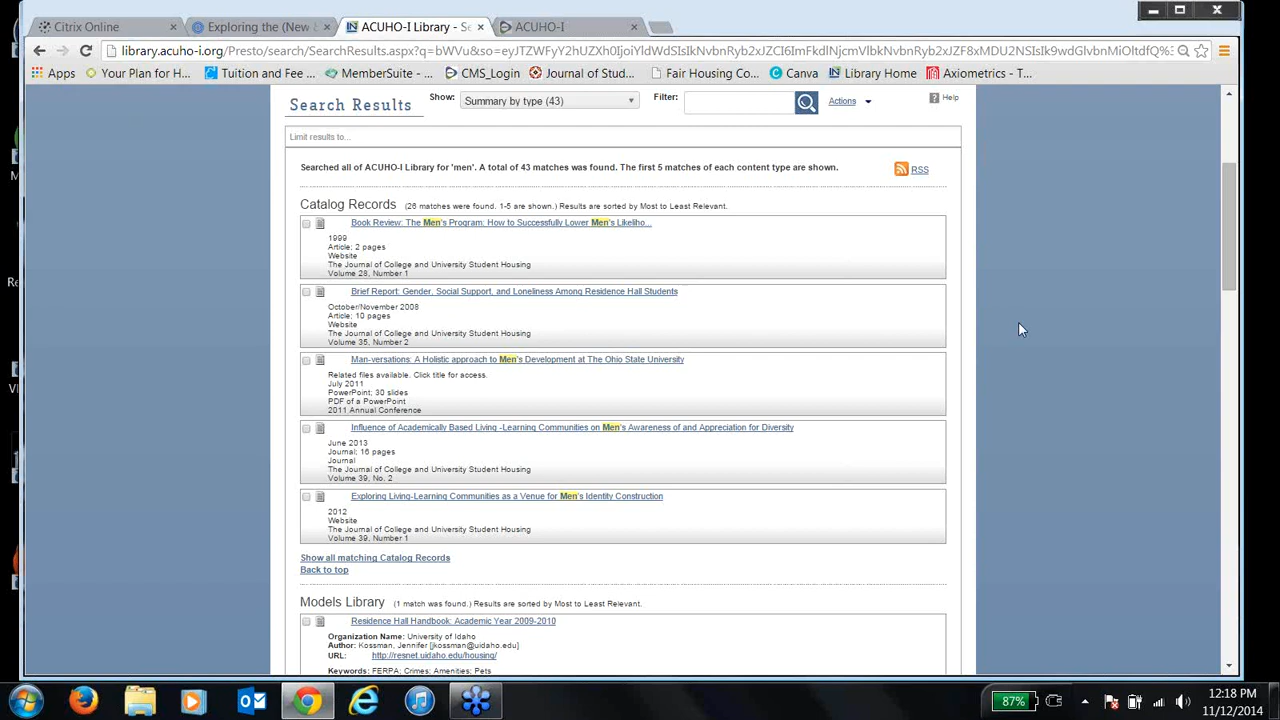 Citrix Online
Exploring the (New
ACUHO-I Library - Se
ACUHO-I
library.acuho-i.org/Presto/search/SearchResults.aspx?
Apps
Your Plan for H...
Tuition and Fee ...
MemberSuite - ...
CMS_Login
Journal of Stud...
Fair Housing Co...
Canva
Library Home
Axiometrics - T...
Search Results
Show:
Summary by type (43)
Filter:
Actions
Help
Limit results to...
Searched all of ACUHO-I Library for 'men'. A total of 43 matches was found. The first 5 matches of each content type are shown.
RSS
Catalog Records (26 matches were found. 1-5 are shown.) Results are sorted by Most to Least Relevant.
Book Review: The Men's Program: How to Successfully Lower Men's Likeliho...
1999
Article; 2 pages
Website
The Journal of College and University Student Housing
Volume 28, Number 1
Brief Report: Gender, Social Support, and Loneliness Among Residence Hall Students
October/November 2008
Article; 10 pages
Website
The Journal of College and University Student Housing
Volume 35, Number 2
Man-versations: A Holistic approach to Men's Development at The Ohio State University
Related files available. Click title for access.
July 2011
PowerPoint; 30 slides
PDF of a PowerPoint
2011 Annual Conference
Influence of Academically Based Living -Learning Communities on Men's Awareness of and Appreciation for Diversity
June 2013
Journal; 16 pages
Journal
The Journal of College and University Student Housing
Volume 39, No. 2
Exploring Living-Learning Communities as a Venue for Men's Identity Construction
2012
Website
The Journal of College and University Student Housing
Volume 39, Number 1
Show all matching Catalog Records
Back to top
Models Library (1 match was found.) Results are sorted by Most to Least Relevant.
Residence Hall Handbook: Academic Year 2009-2010
Organization Name: University of Idaho
Author: Kossman, Jennifer [jkossman@uidaho.edu]
URL: http://resnet.uidaho.edu/housing/
Keywords: FERPA; Crimes; Amenities; Pets
87%
12:18 PM
11/12/2014